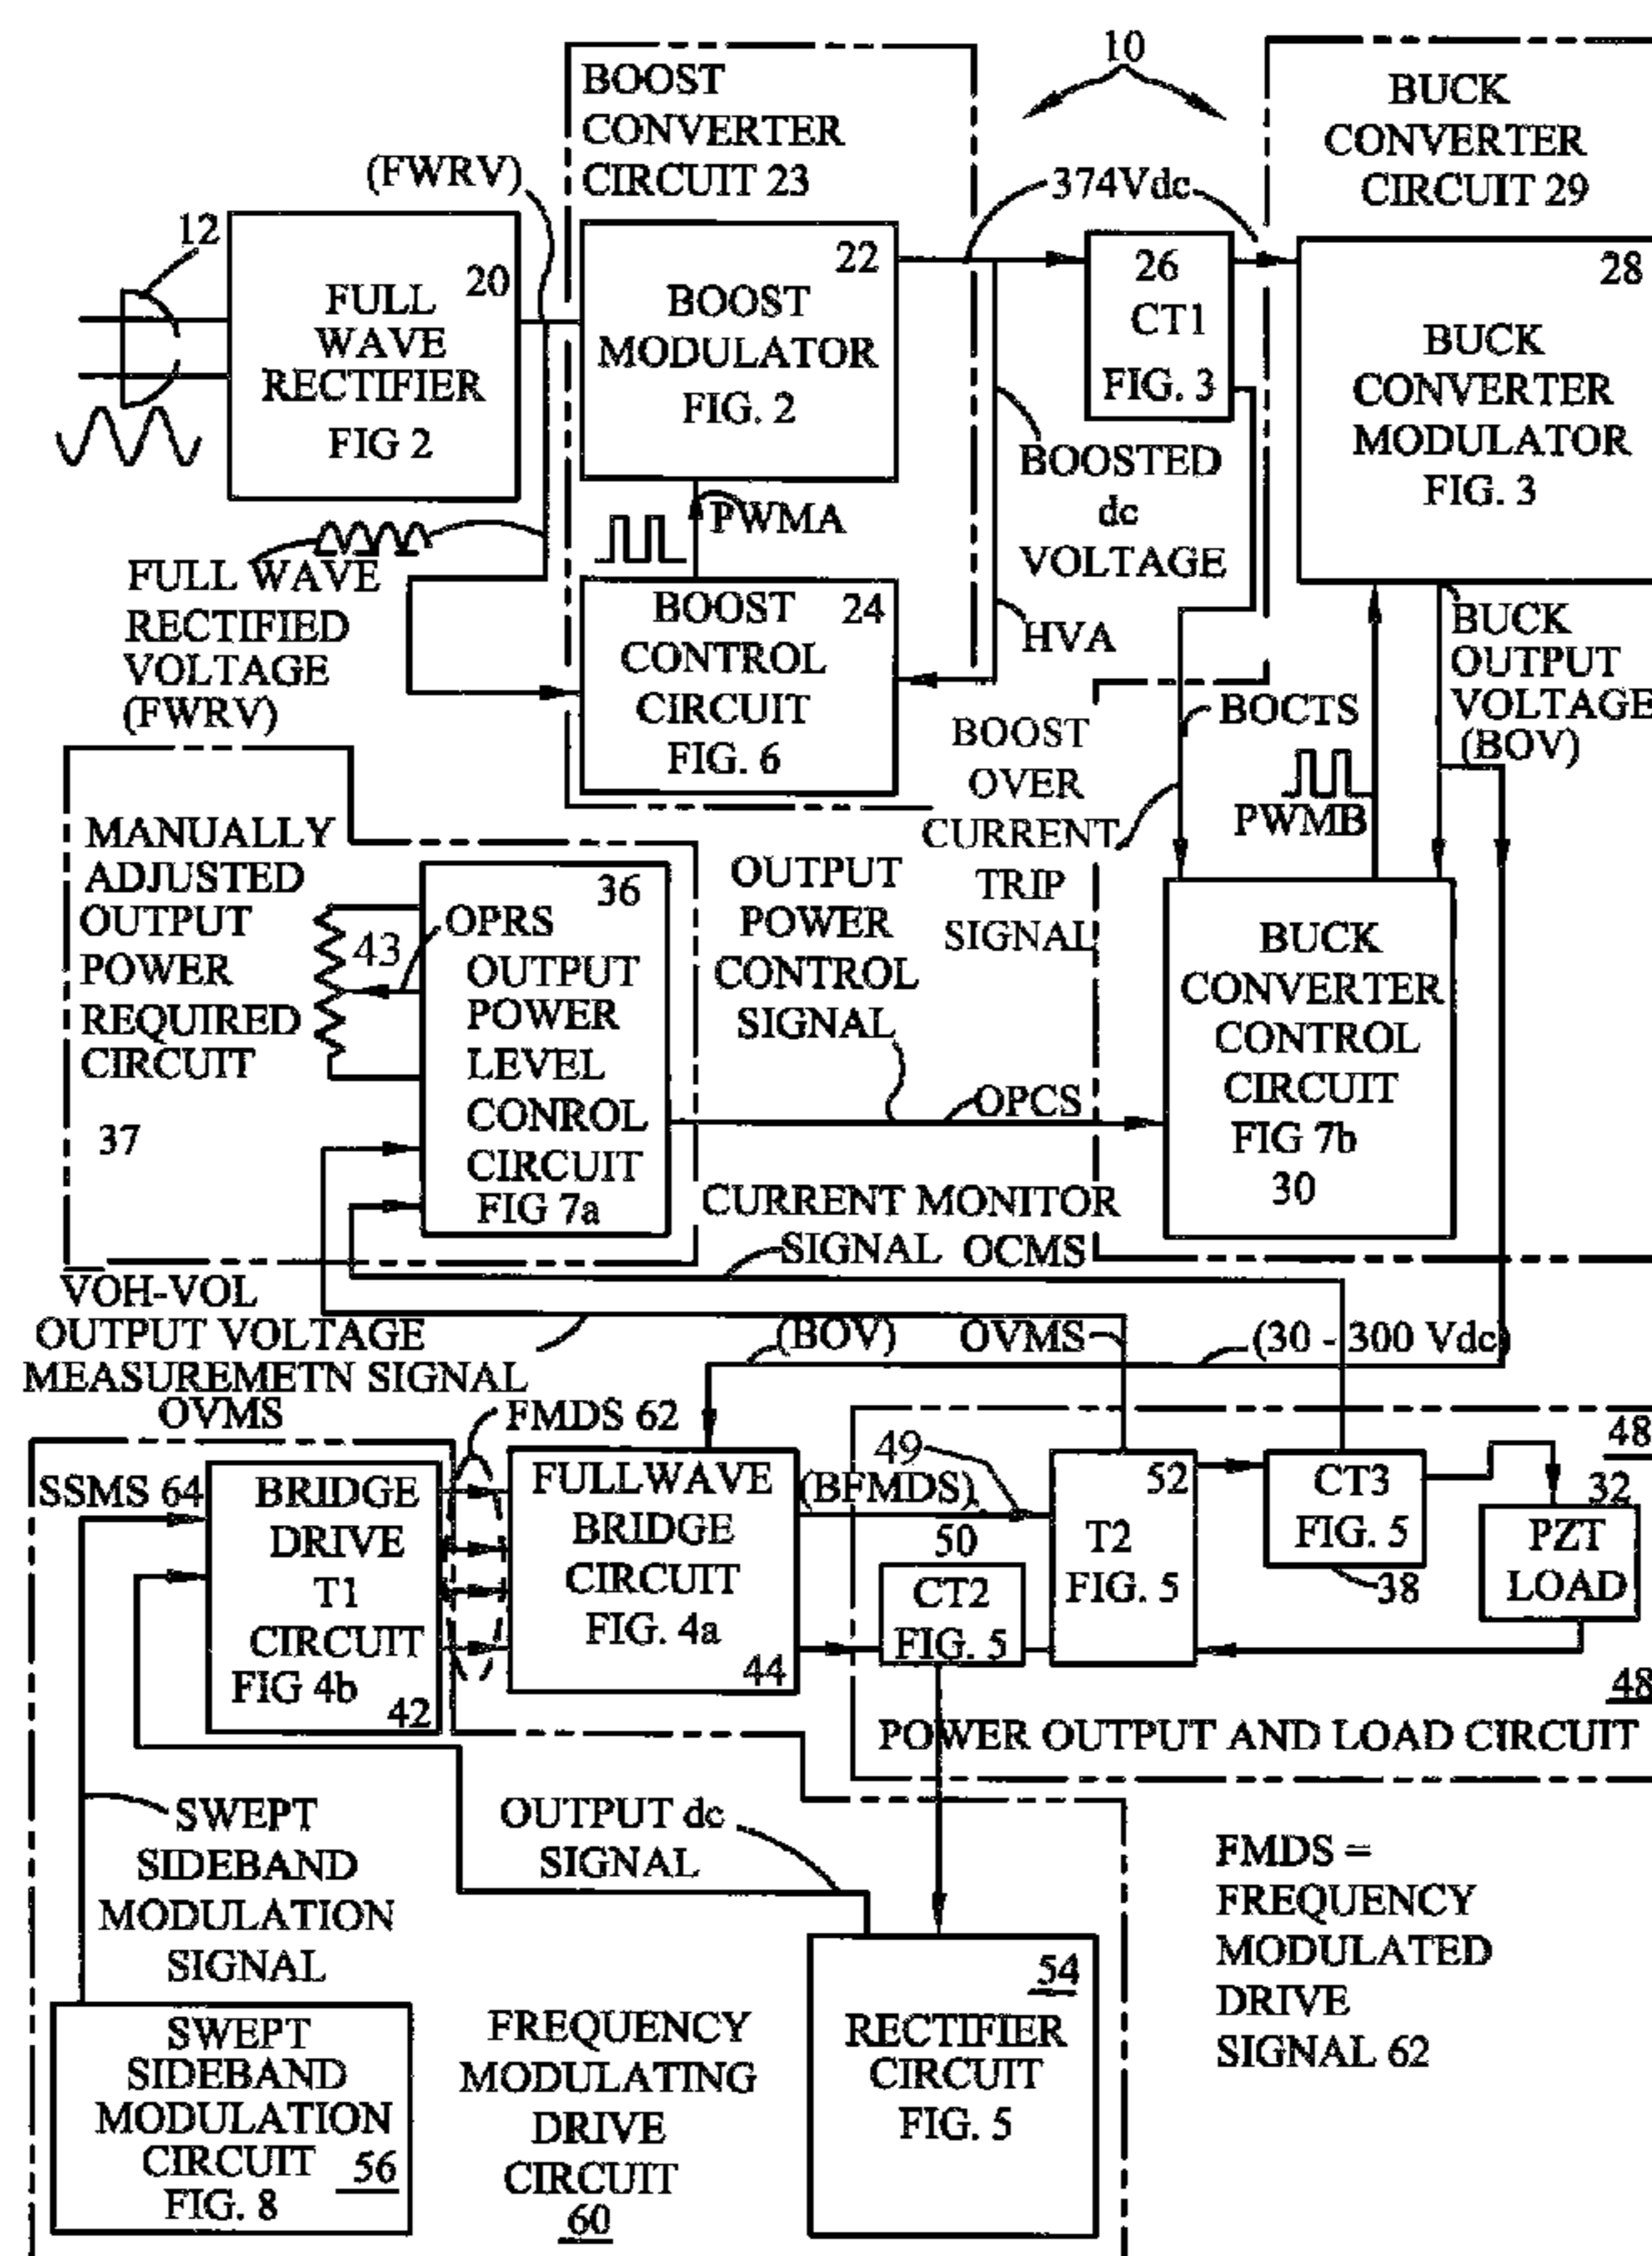 10
BOOST
CONVERTER
CIRCUIT 23
BUCK
CONVERTER
CIRCUIT 29
(FWRV)
374Vdc
12
20
FULL
WAVE
RECTIFIER
FIG 2
22
BOOST
MODULATOR
FIG. 2
26
CT1
FIG. 3
28
BUCK
CONVERTER
MODULATOR
FIG. 3
PWMA
BOOSTED
dc
VOLTAGE
FULL WAVE
RECTIFIED
VOLTAGE
(FWRV)
BOOST
24
CONTROL
CIRCUIT
FIG. 6
HVA
BUCK
OUTPUT
VOLTAGE
(BOV)
BOCTS
BOOST
OVER
CURRENT
TRIP
SIGNAL
PWMB
MANUALLY
ADJUSTED
OUTPUT
POWER
REQUIRED
CIRCUIT
37
43
36
OPRS
OUTPUT
POWER
LEVEL
CONROL
CIRCUIT
FIG 7a
OUTPUT
POWER
CONTROL
SIGNAL
OPCS
BUCK
CONVERTER
CONTROL
CIRCUIT
FIG 7b
30
CURRENT MONITOR
SIGNAL OCMS
VOH-VOL
OUTPUT VOLTAGE
MEASUREMETN SIGNAL
OVMS
(BOV)
OVMS
(30 - 300 Vdc)
FMDS 62
48
SSMS 64
BRIDGE
DRIVE
T1
CIRCUIT
FIG 4b
42
FULLWAVE
BRIDGE
CIRCUIT
FIG. 4a
44
49
(BFMDS)
50
CT2
FIG. 5
52
T2
FIG. 5
CT3
FIG. 5
38
32
PZT
LOAD
48
POWER OUTPUT AND LOAD CIRCUIT
SWEPT
SIDEBAND
MODULATION
SIGNAL
OUTPUT dc
SIGNAL
FMDS =
FREQUENCY
MODULATED
DRIVE
SIGNAL 62
SWEPT
SIDEBAND
MODULATION
CIRCUIT 56
FIG. 8
FREQUENCY
MODULATING
DRIVE
CIRCUIT
60
54
RECTIFIER
CIRCUIT
FIG. 5